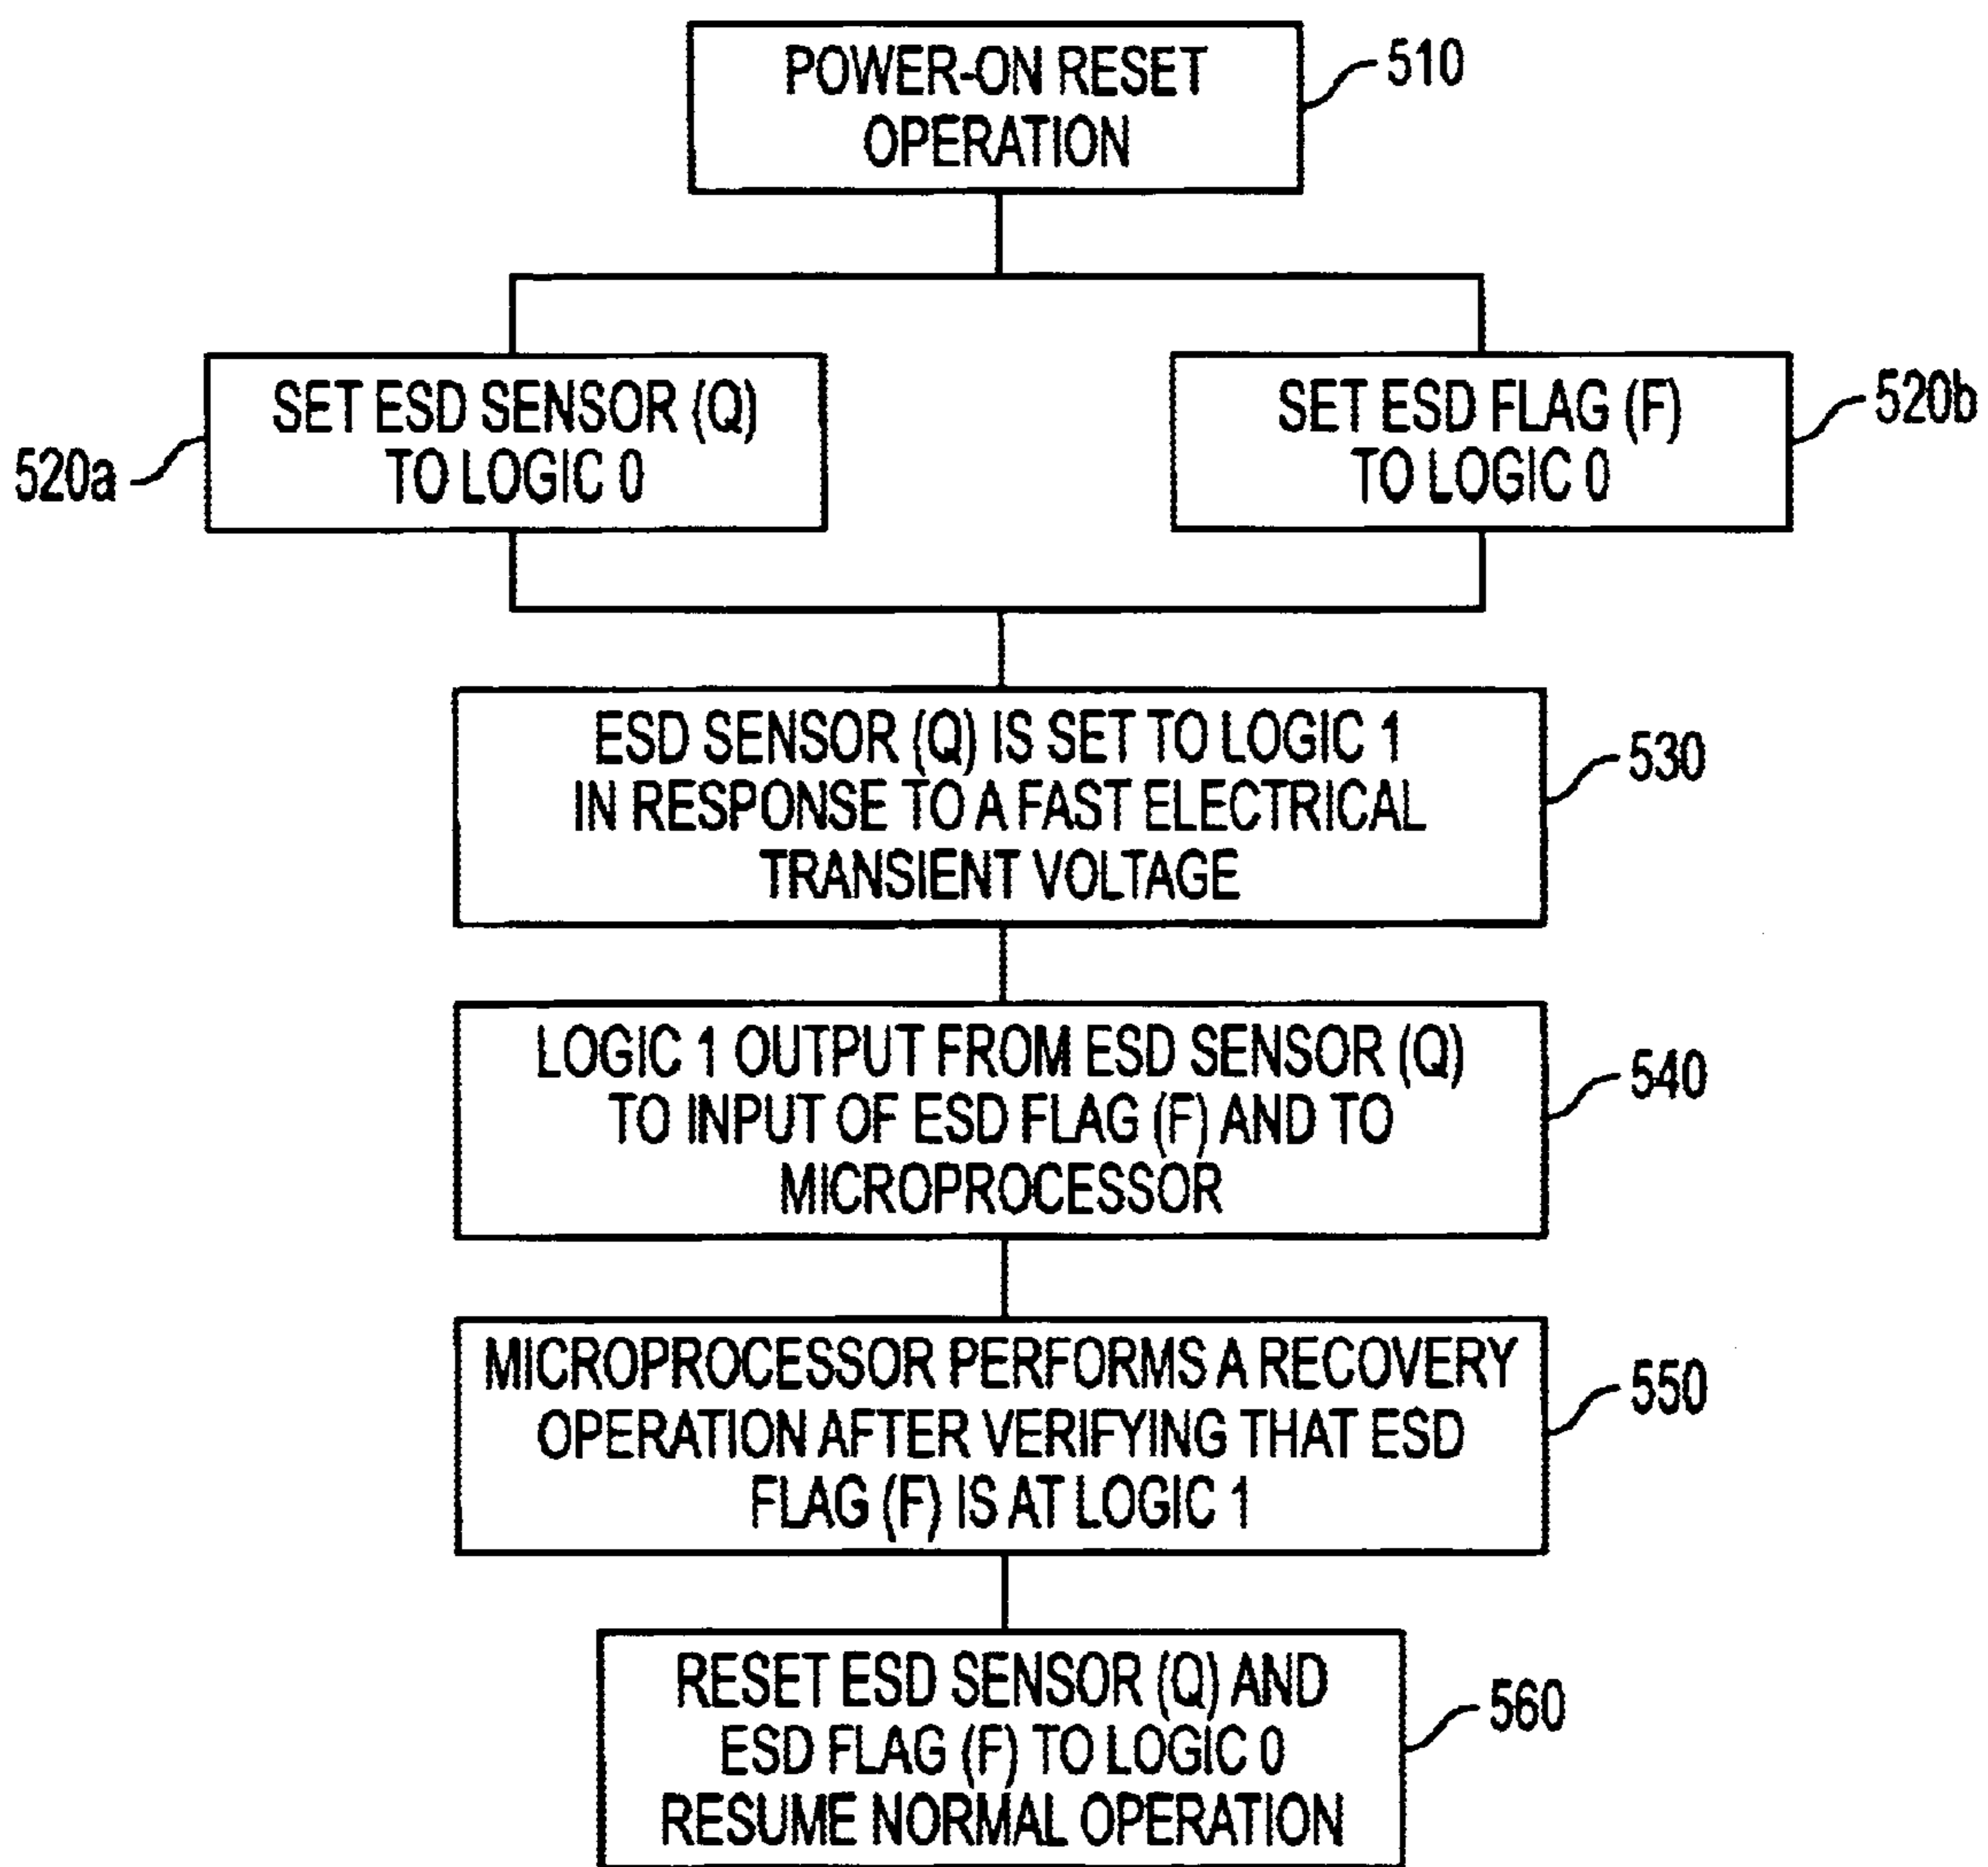 POWER-ON RESET
OPERATION
510
SET ESD SENSOR (Q)
TO LOGIC 0
520a
SET ESD FLAG (F)
TO LOGIC 0
520b
ESD SENSOR (Q) IS SET TO LOGIC 1
IN RESPONSE TO A FAST ELECTRICAL
TRANSIENT VOLTAGE
530
LOGIC 1 OUTPUT FROM ESD SENSOR (Q)
TO INPUT OF ESD FLAG (F) AND TO
MICROPROCESSOR
540
MICROPROCESSOR PERFORMS A RECOVERY
OPERATION AFTER VERIFYING THAT ESD
FLAG (F) IS AT LOGIC 1
550
RESET ESD SENSOR (Q) AND
ESD FLAG (F) TO LOGIC 0
RESUME NORMAL OPERATION
560